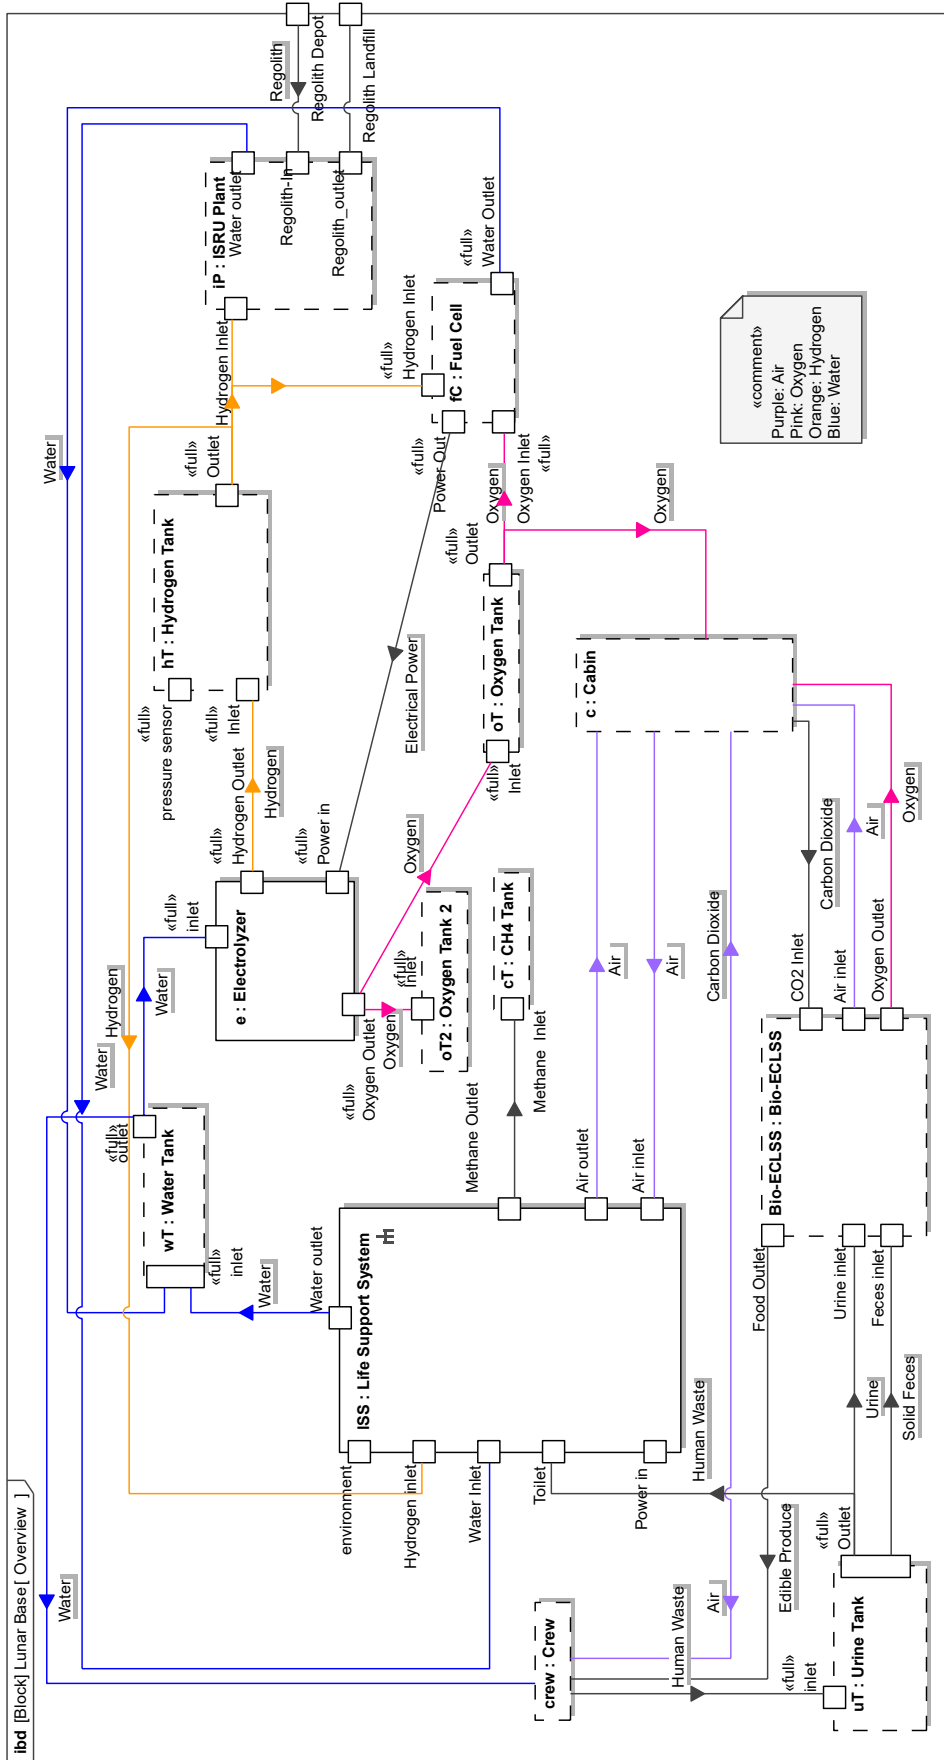 ibd [Block] Lunar Base [ Overview ]
Water
Water
Water
Hydrogen
Water
Water
«full»
outlet
wT : Water Tank
«full»
inlet
Water
Water outlet
ISS : Life Support System
environment
Hydrogen inlet
Water Inlet
Toilet
Power in
Methane Outlet
Air outlet
Air inlet
«full»
inlet
e : Electrolyzer
«full»
Hydrogen Outlet
Hydrogen
«full»
Power in
«full»
Oxygen Outlet
Oxygen
Oxygen
«full»
Inlet
oT2 : Oxygen Tank 2
cT : CH4 Tank
Methane Inlet
«full»
pressure sensor
«full»
Inlet
hT : Hydrogen Tank
«full»
Outlet
Hydrogen Inlet
iP : ISRU Plant
Water outlet
Regolith-In
Regolith_outlet
Regolith
Regolith Depot
Regolith Landfill
«full»
Hydrogen Inlet
fC : Fuel Cell
«full»
Water Outlet
«full»
Power Out
Oxygen
Oxygen Inlet
«full»
Electrical Power
«full»
Outlet
oT : Oxygen Tank
«full»
Inlet
Oxygen
c : Cabin
Air
Air
Carbon Dioxide
Carbon Dioxide
Air
Oxygen
CO2 Inlet
Air inlet
Oxygen Outlet
Bio-ECLSS : Bio-ECLSS
Food Outlet
Urine inlet
Feces inlet
Urine
Solid Feces
Human Waste
Edible Produce
Air
Human Waste
crew : Crew
«full»
Outlet
«full»
inlet
uT : Urine Tank
«comment»
Purple: Air
Pink: Oxygen
Orange: Hydrogen
Blue: Water